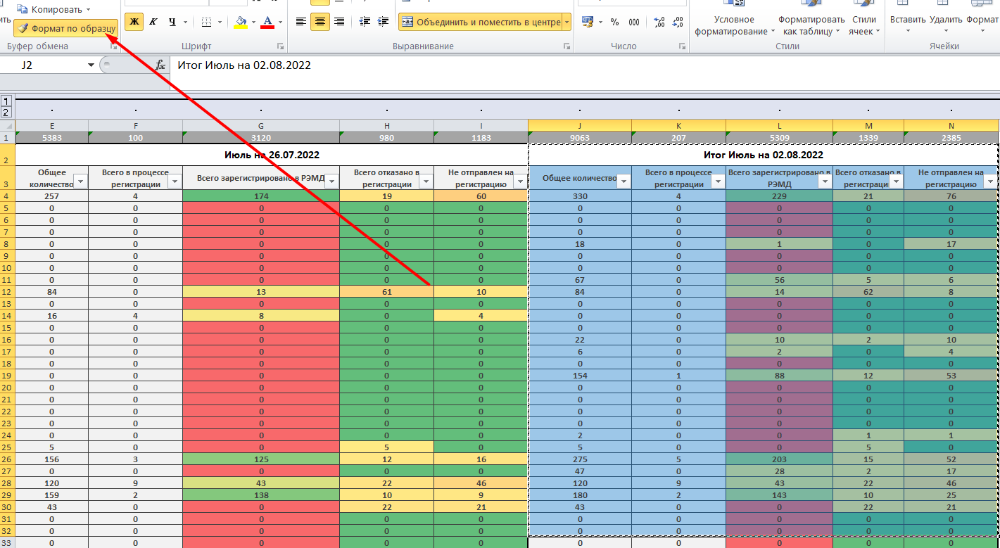 Копировать
Формат по образцу
Буфер обмена
Ж К Ч А
Шрифт
Объединить и поместить в центре
Выравнивание
% 000
Число
Условное форматирование
Форматировать как таблицу
Стили ячеек
Стили
Вставить Удалить Формат
Ячейки
J2 fx Итог Июль на 02.08.2022
1
2
E F G H I J K L M N
1 5383 100 3120 980 1183 9063 207 5309 1339 2385
2 Июль на 26.07.2022 Итог Июль на 02.08.2022
3 Общее количество Всего в процессе регистрации Всего зарегистрировано в РЭМД Всего отказано в регистрации Не отправлен на регистрацию Общее количество Всего в процессе регистрации Всего зарегистрировано в РЭМД Всего отказано в регистраци Не отправлен на регистрацию
4 257 4 174 19 60 330 4 229 21 76
5 0 0 0 0 0 0 0 0 0 0
6 0 0 0 0 0 0 0 0 0 0
7 0 0 0 0 0 0 0 0 0 0
8 0 0 0 0 0 18 0 1 0 17
9 0 0 0 0 0 0 0 0 0 0
10 0 0 0 0 0 0 0 0 0 0
11 0 0 0 0 0 67 0 56 5 6
12 84 0 13 61 10 84 0 14 62 8
13 0 0 0 0 0 0 0 0 0 0
14 16 4 8 0 4 0 0 0 0 0
15 0 0 0 0 0 0 0 0 0 0
16 0 0 0 0 0 22 0 10 2 10
17 0 0 0 0 0 6 0 2 0 4
18 0 0 0 0 0 0 0 0 0 0
19 0 0 0 0 0 154 1 88 12 53
20 0 0 0 0 0 0 0 0 0 0
21 0 0 0 0 0 0 0 0 0 0
22 0 0 0 0 0 0 0 0 0 0
23 0 0 0 0 0 0 0 0 0 0
24 0 0 0 0 0 2 0 0 1 1
25 5 0 0 5 0 5 0 0 5 0
26 156 3 125 12 16 275 5 203 15 52
27 0 0 0 0 0 47 0 28 2 17
28 120 9 43 22 46 120 9 43 22 46
29 159 2 138 10 9 180 2 143 10 25
30 43 0 0 22 21 43 0 0 22 21
31 0 0 0 0 0 0 0 0 0 0
32 0 0 0 0 0 0 0 0 0 0
33 0 0 0 0 0 0 0 0 0 0